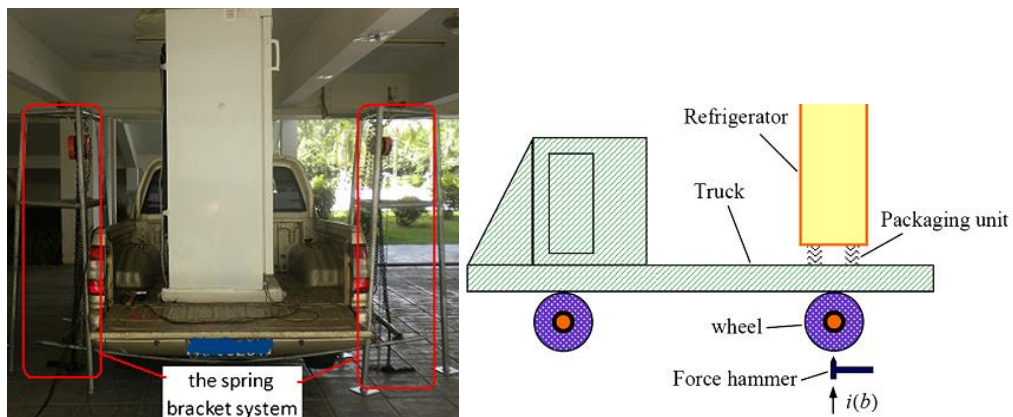 the spring
bracket system
Refrigerator
Truck
Packaging unit
wheel
Force hammer
i(b)